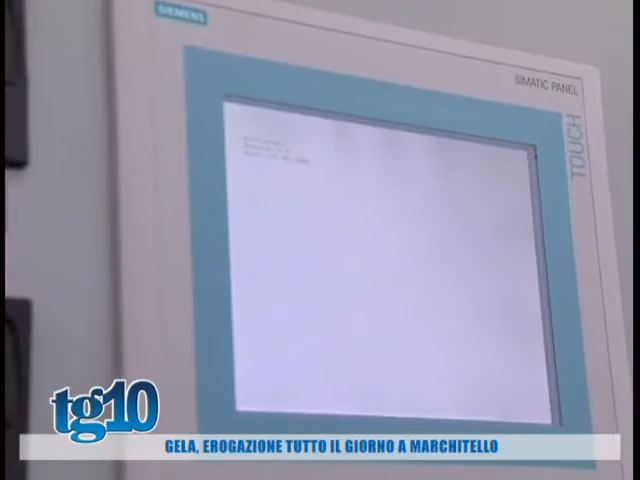 SIEMENS
SIMATIC PANEL
TOUCH
tg10
GELA, EROGAZIONE TUTTO IL GIORNO A MARCHITELLO